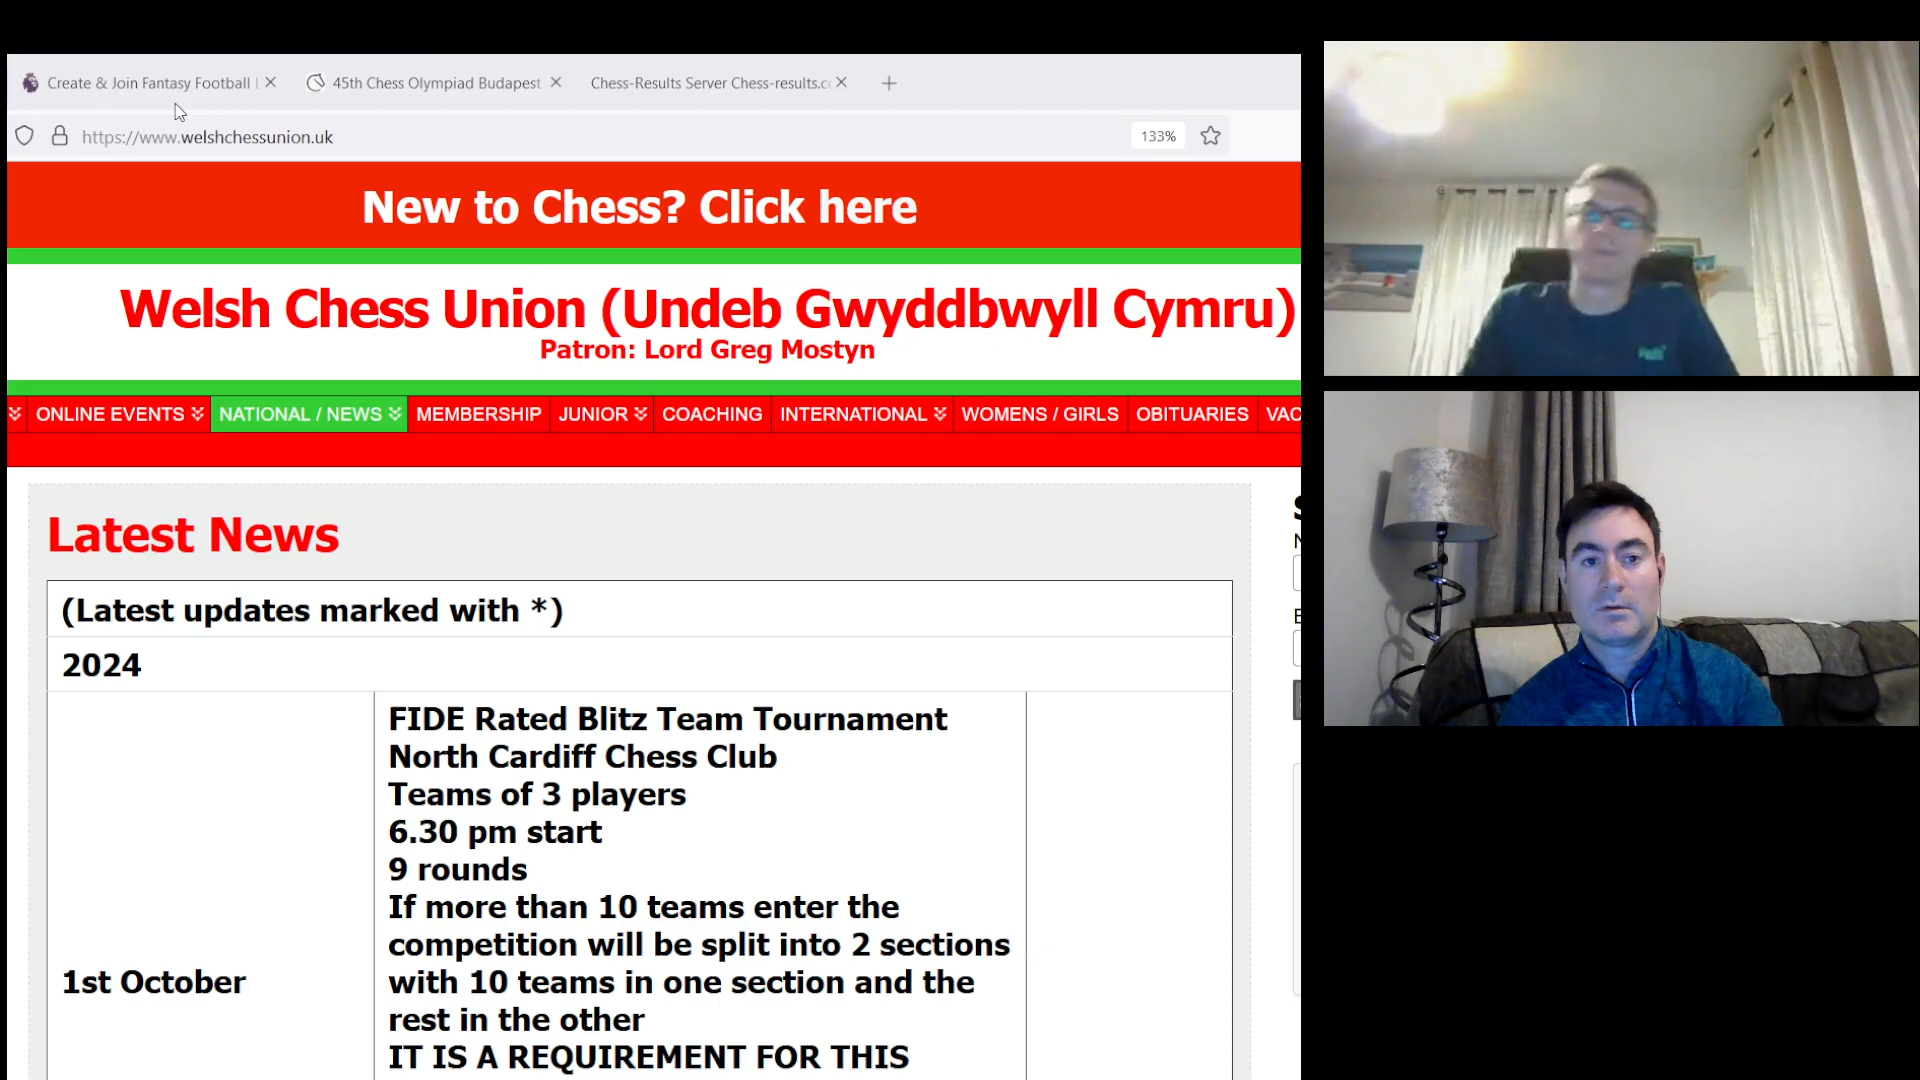 Create & Join Fantasy Football
45th Chess Olympiad Budapest
Chess-Results Server Chess-results.c
https://www.welshchessunion.uk
133%
New to Chess? Click here
Welsh Chess Union (Undeb Gwyddbwyll Cymru)
Patron: Lord Greg Mostyn
ONLINE EVENTS
NATIONAL / NEWS
MEMBERSHIP
JUNIOR
COACHING
INTERNATIONAL
WOMENS / GIRLS
OBITUARIES
VAC
Latest News
(Latest updates marked with *)
2024
1st October
FIDE Rated Blitz Team Tournament
North Cardiff Chess Club
Teams of 3 players
6.30 pm start
9 rounds
If more than 10 teams enter the
competition will be split into 2 sections
with 10 teams in one section and the
rest in the other
IT IS A REQUIREMENT FOR THIS